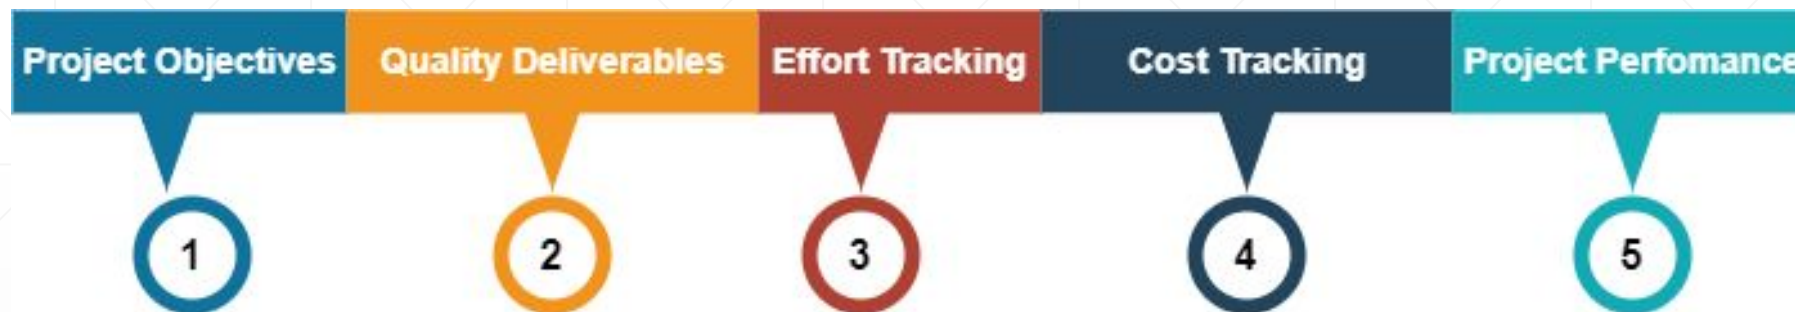 Project Objectives
Quality Deliverables
Effort Tracking
Cost Tracking
Project Perfomance
1
2
3
4
5